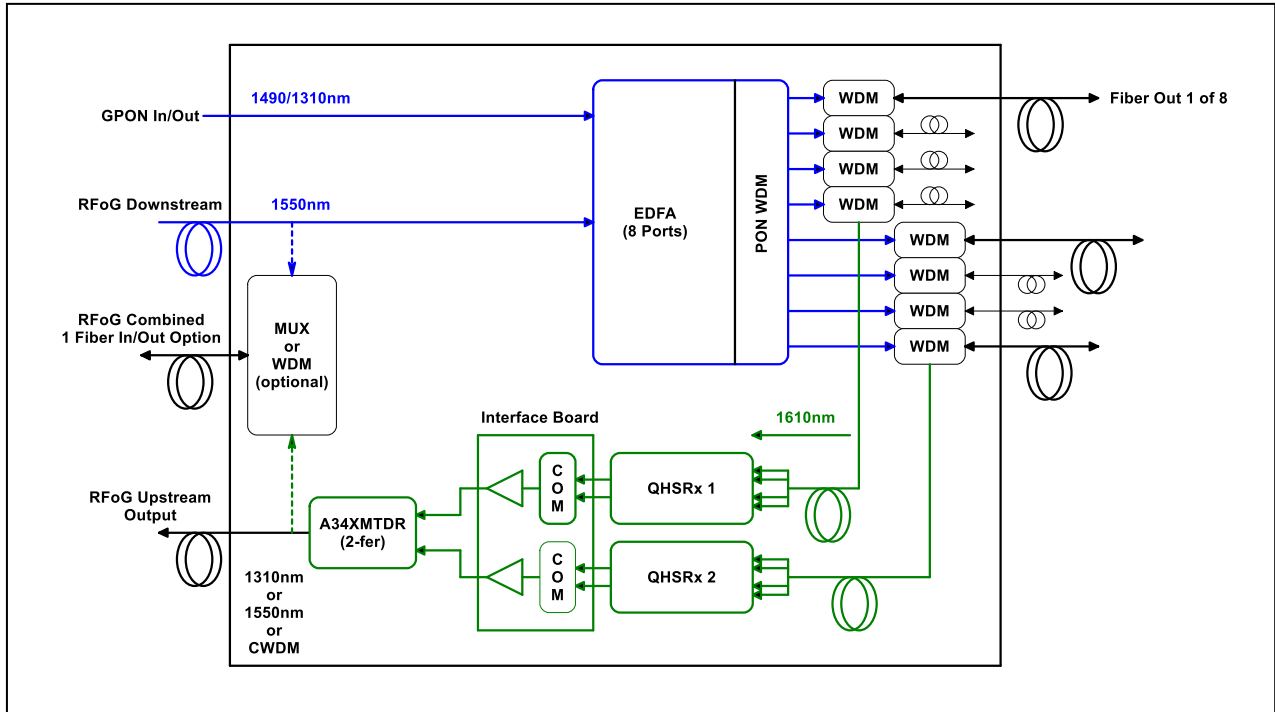 1490/1310nm
GPON In/Out
WDM
Fiber Out 1 of 8
WDM
WDM
WDM
RFoG Downstream
1550nm
EDFA
(8 Ports)
PON WDM
WDM
WDM
WDM
WDM
RFoG Combined
1 Fiber In/Out Option
MUX
or
WDM
(optional)
Interface Board
1610nm
C
O
M
QHSRx 1
RFoG Upstream
Output
A34XMTDR
(2-fer)
C
O
M
QHSRx 2
1310nm
or
1550nm
or
CWDM